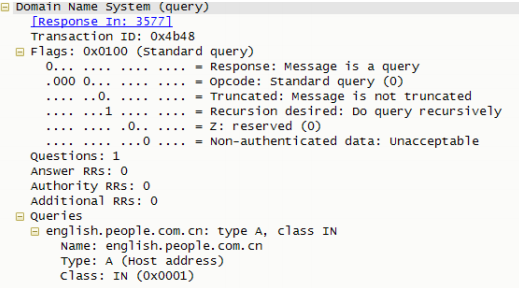 Domain Name System (query)
[Response In: 3577]
Transaction ID: 0x4b48
Flags: 0x0100 (Standard query)
0... .... .... .... = Response: Message is a query
.000 0... .... .... = Opcode: Standard query (0)
.... ..0. .... .... = Truncated: Message is not truncated
.... ...1 .... .... = Recursion desired: Do query recursively
.... .... .0.. .... = Z: reserved (0)
.... .... ...0 .... = Non-authenticated data: Unacceptable
Questions: 1
Answer RRs: 0
Authority RRs: 0
Additional RRs: 0
Queries
english.people.com.cn: type A, class IN
Name: english.people.com.cn
Type: A (Host address)
Class: IN (0x0001)